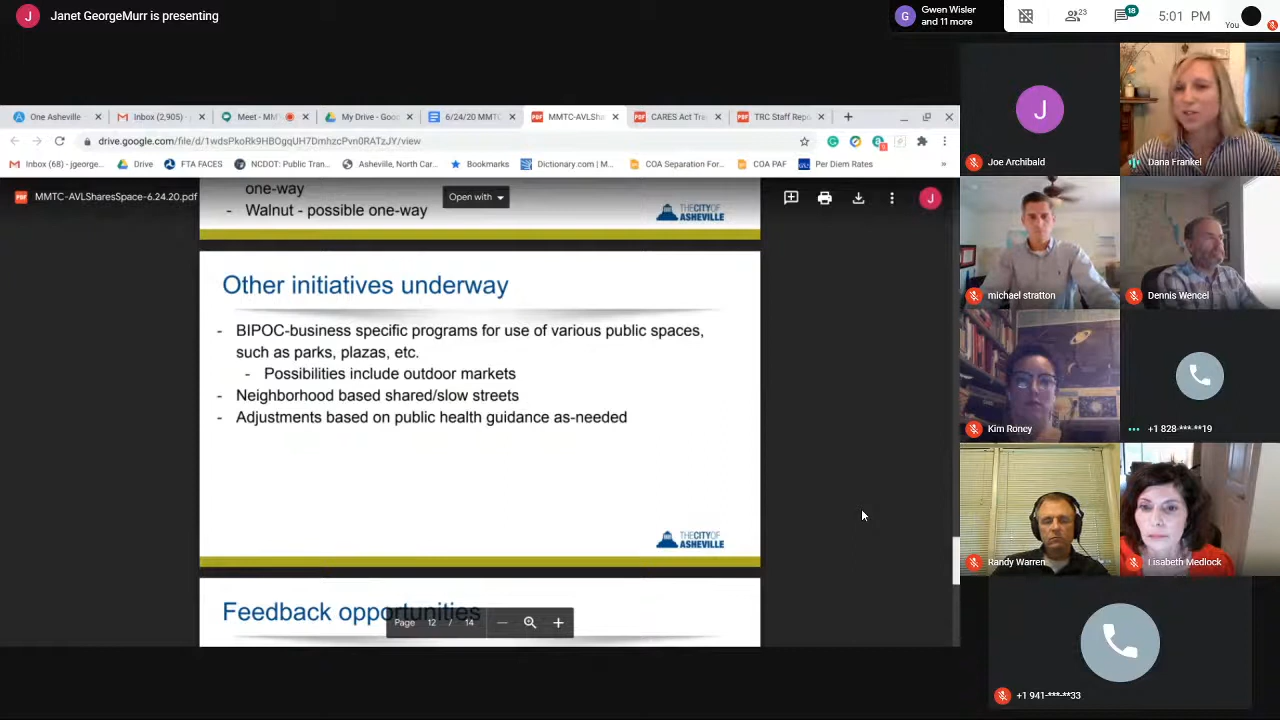 J Janet GeorgeMurr is presenting
G Gwen Wisler
and 11 more
23
18
5:01 PM
You
One Asheville
Inbox (2,905) -
Meet - MM
My Drive - Goo
6/24/20 MMTC
MMTC-AVLSha
CARES Act Tra
TRC Staff Repo
drive.google.com/file/d/1wdsPkoRk9HBOgqUH7DmhzcPvn0RATzJY/view
Inbox (68) - jgeorge...
Drive
FTA FACES
NCDOT: Public Tran...
Asheville, North Car...
Bookmarks
Dictionary.com | M...
COA Separation For...
COA PAF
Per Diem Rates
»
PDF MMTC-AVLSharesSpace-6.24.20.pdf
Open with
J
one-way
- Walnut - possible one-way
THE CITY OF
ASHEVILLE
Other initiatives underway
- BIPOC-business specific programs for use of various public spaces,
such as parks, plazas, etc.
- Possibilities include outdoor markets
- Neighborhood based shared/slow streets
- Adjustments based on public health guidance as-needed
THE CITY OF
ASHEVILLE
Feedback opportunities
Page 12 / 14
J
Joe Archibald
Dana Frankel
michael stratton
Dennis Wencel
Kim Roney
+1 828-***-**19
Randy Warren
Lisabeth Medlock
+1 941-***-**33